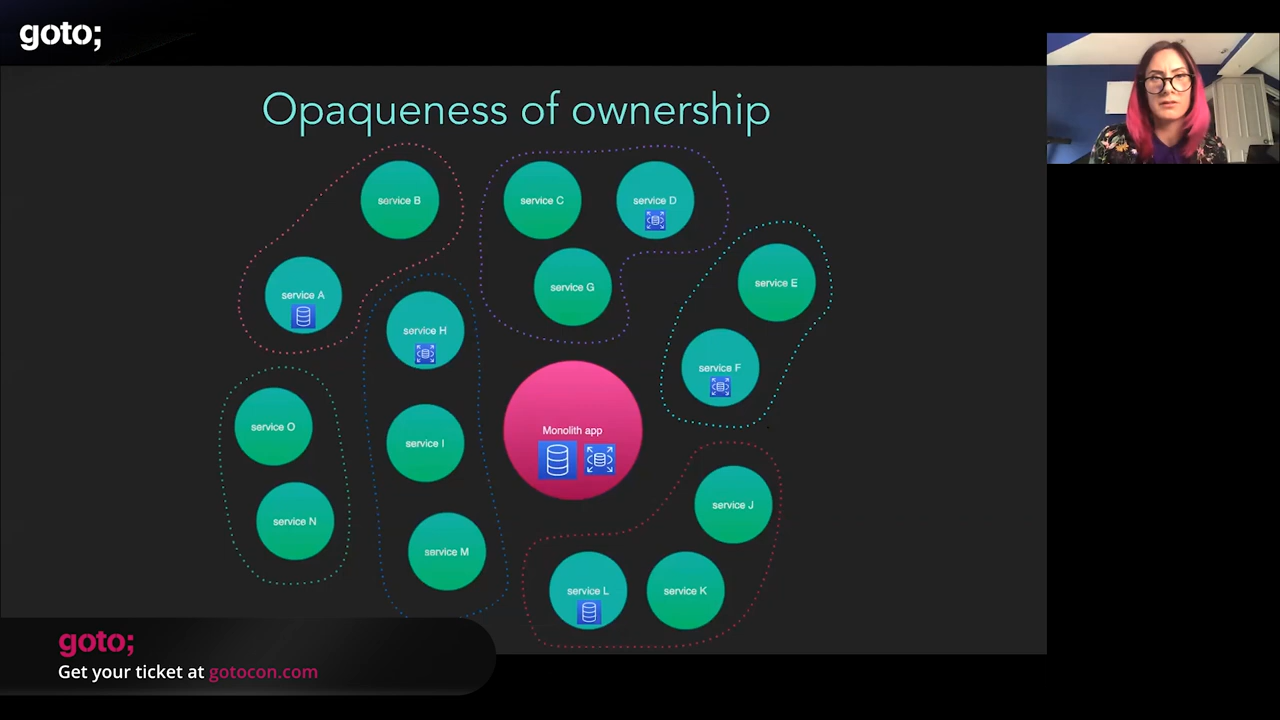 goto;
Opaqueness of ownership
service B
service C
service D
service G
service E
service A
service H
service F
service O
service I
Monolith app
service N
service M
service J
service L
service K
goto;
Get your ticket at gotocon.com